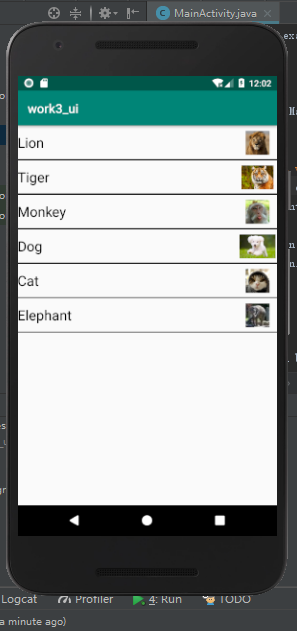 MainActivity.java
12:02
work3_ui
Lion
Tiger
Monkey
Dog
Cat
Elephant
Logcat Profiler 4: Run TODO
a minute ago)